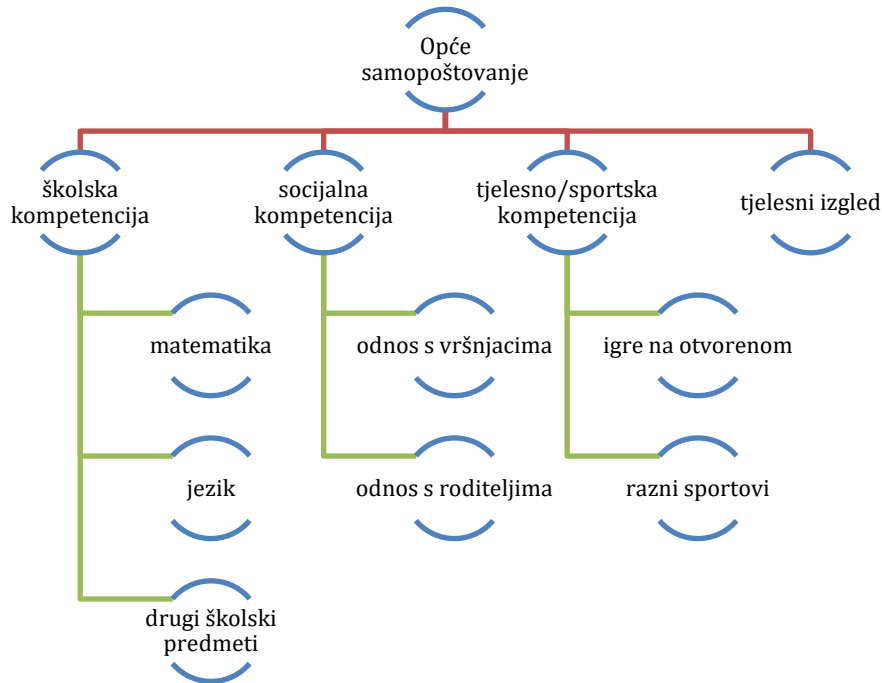 Opće
samopoštovanje
školska
kompetencija
socijalna
kompetencija
tjelesno/sportska
kompetencija
tjelesni izgled
matematika
odnos s vršnjacima
igre na otvorenom
jezik
odnos s roditeljima
razni sportovi
drugi školski
predmeti